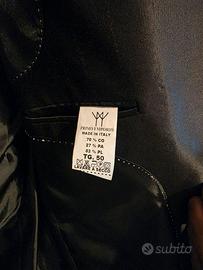 PRIMO EMPORIO
MADE IN ITALY
70 % CO
27 % PA
03 % PL
TG. 50
LAVARE A SECCO
subito